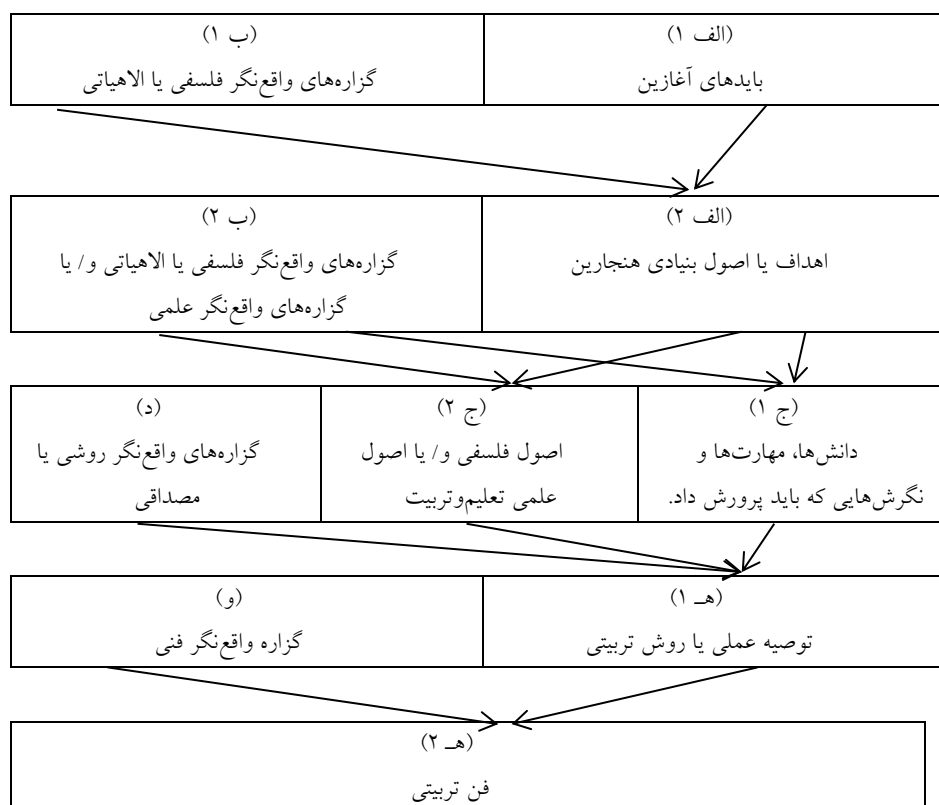 (الف ۱)
بایدهای آغازین
(ب ۱)
گزاره‌های واقع‌نگر فلسفی یا الاهیاتی
(الف ۲)
اهداف یا اصول بنیادی هنجارین
(ب ۲)
گزاره‌های واقع‌نگر فلسفی یا الاهیاتی و/ یا
گزاره‌های واقع‌نگر علمی
(ج ۱)
دانش‌ها، مهارت‌ها و
نگرش‌هایی که باید پرورش داد.
(ج ۲)
اصول فلسفی و/ یا اصول
علمی تعلیم‌وتربیت
(د)
گزاره‌های واقع‌نگر روشی یا
مصداقی
(هـ ۱)
توصیه عملی یا روش تربیتی
(و)
گزاره واقع‌نگر فنی
(هـ ۲)
فن تربیتی